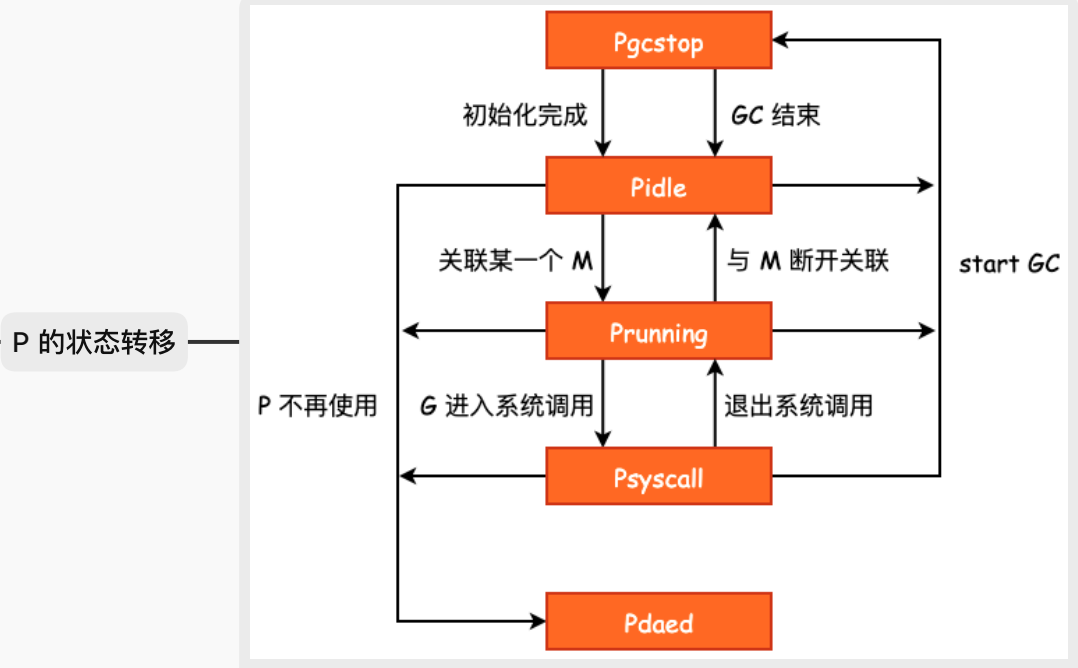 Pgcstop
初始化完成
GC 结束
Pidle
关联某一个 M
与 M 断开关联
start GC
Prunning
P 的状态转移
P 不再使用
G 进入系统调用
退出系统调用
Psyscall
Pdaed